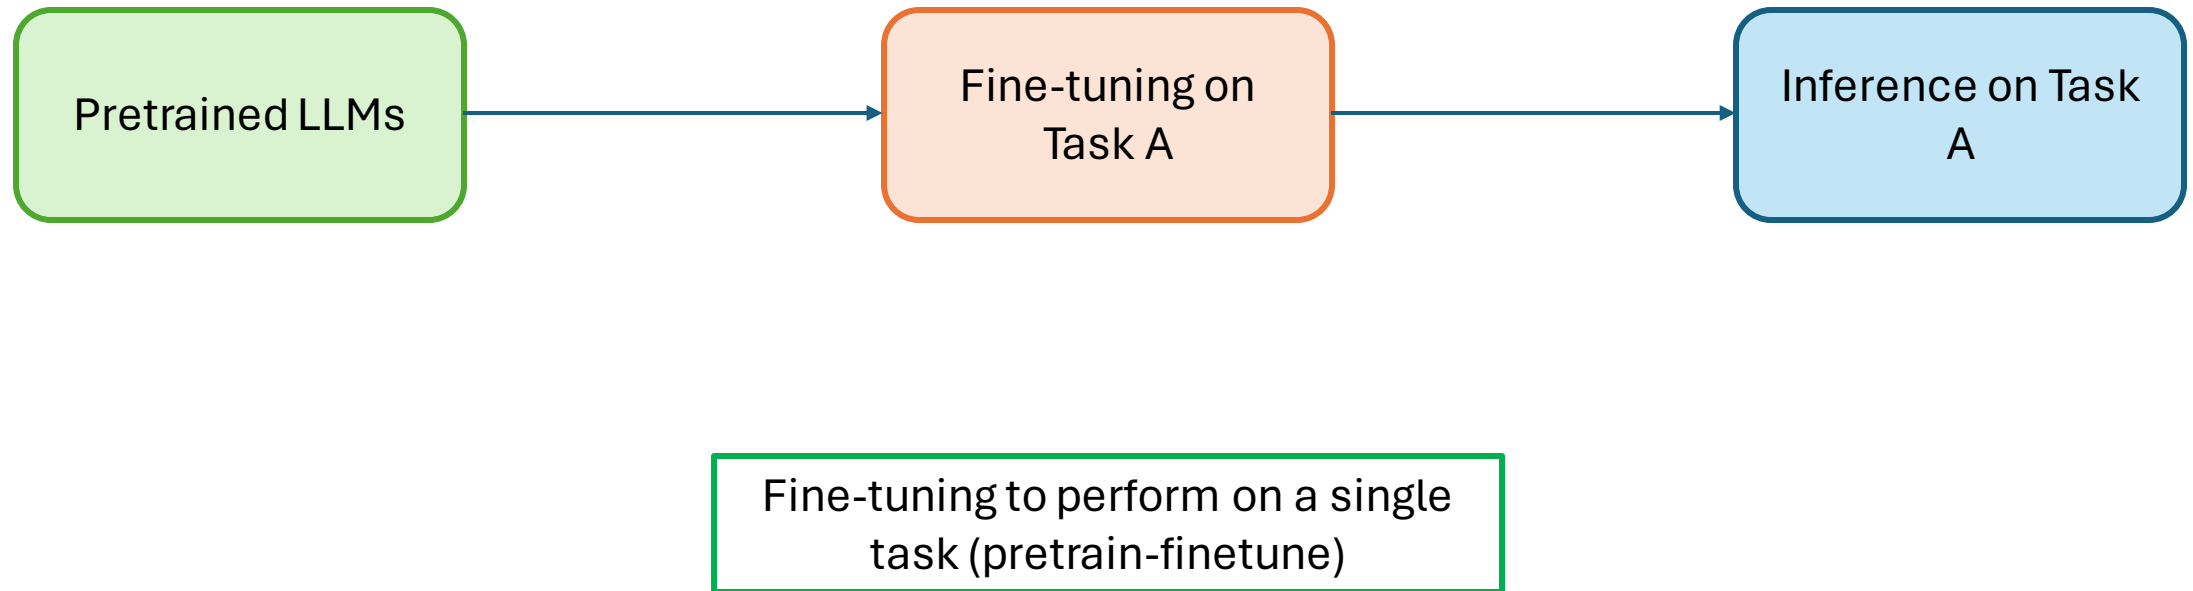 Pretrained LLMs
Fine-tuning on
Task A
Inference on Task
A
Fine-tuning to perform on a single
task (pretrain-finetune)